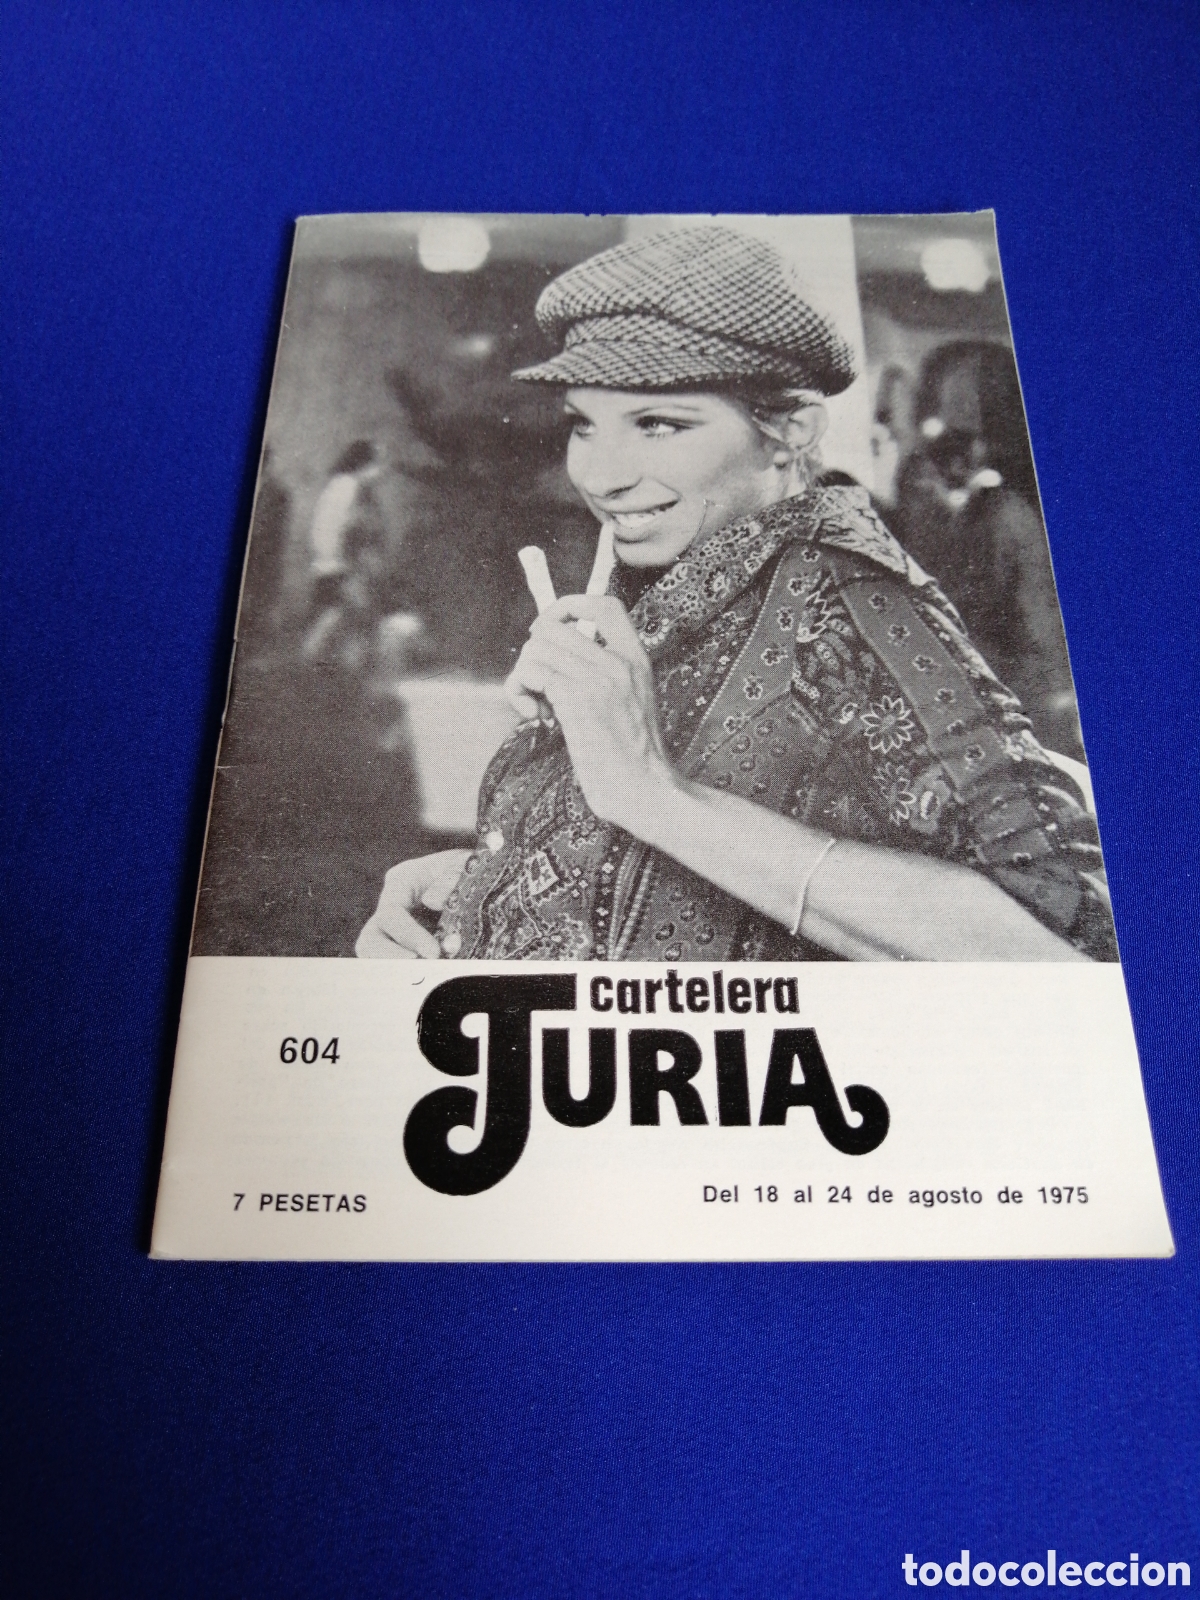 cartelera
TURIA
604
7 PESETAS
Del 18 al 24 de agosto de 1975
todocoleccion